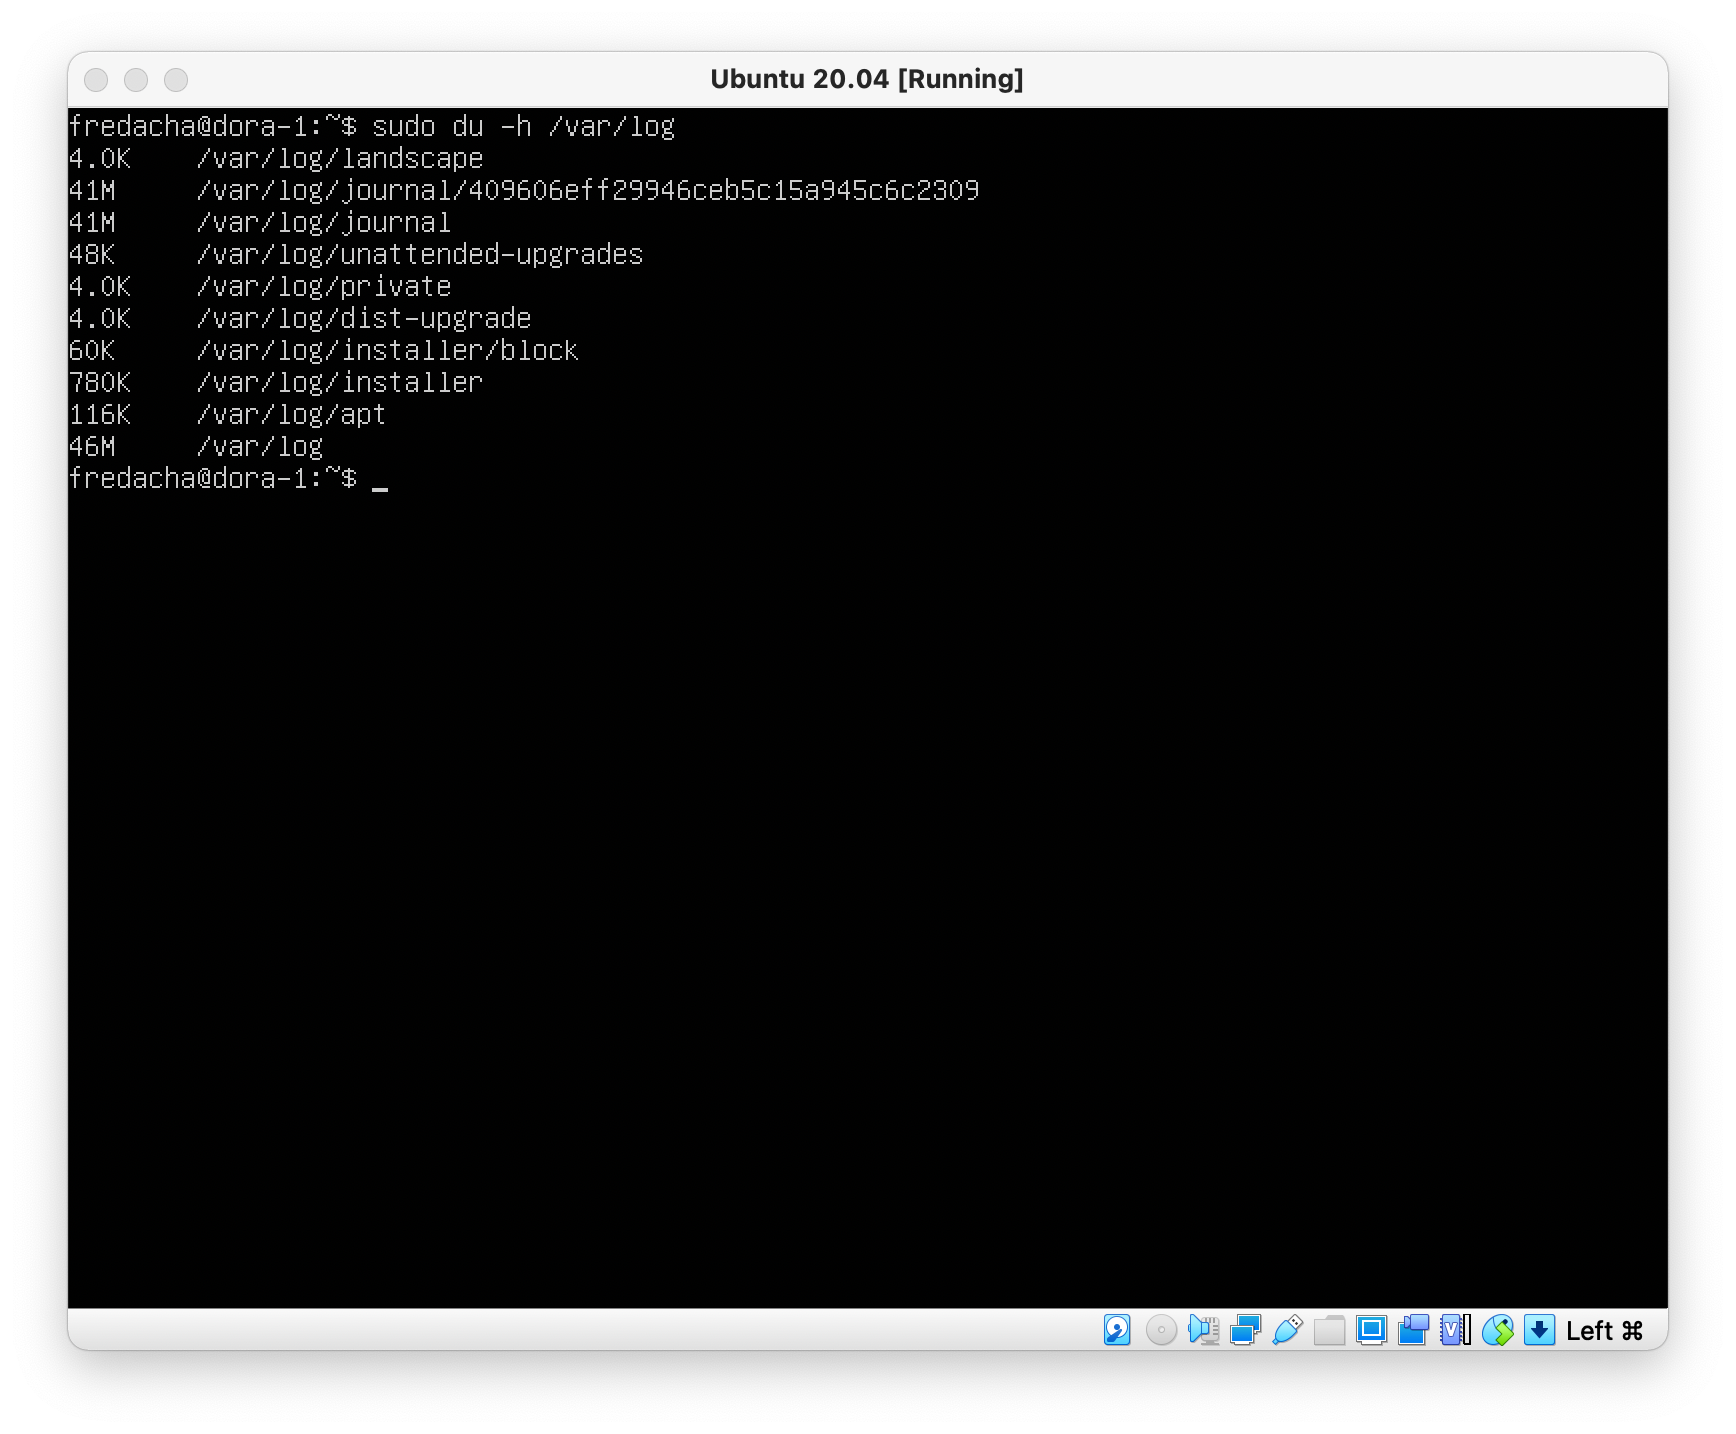 Ubuntu 20.04 [Running]
fredacha@dora-1:~$ sudo du -h /var/log
4.0K    /var/log/landscape
41M     /var/log/journal/409606eff29946ceb5c15a945c6c2309
41M     /var/log/journal
48K     /var/log/unattended-upgrades
4.0K    /var/log/private
4.0K    /var/log/dist-upgrade
60K     /var/log/installer/block
780K    /var/log/installer
116K    /var/log/apt
46M     /var/log
fredacha@dora-1:~$ _
Left ⌘